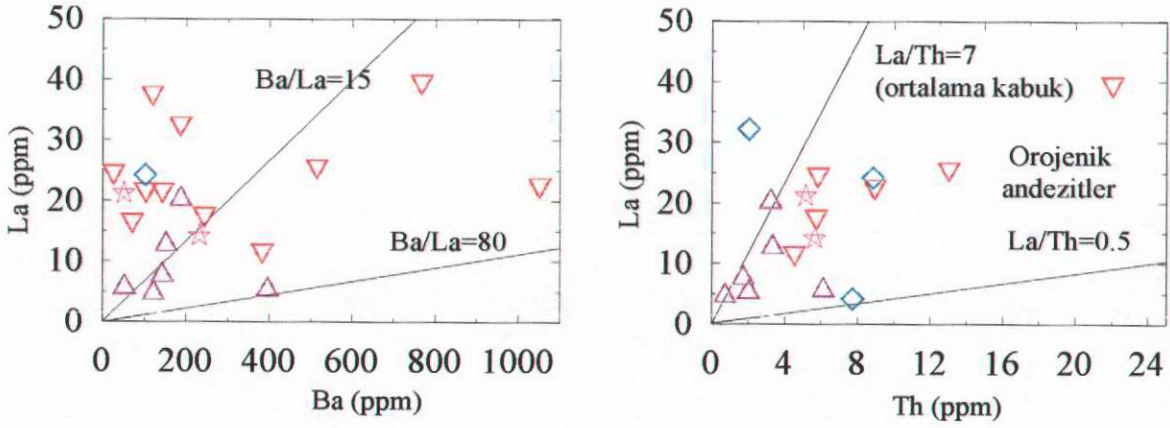 50
40
30
20
10
0
La (ppm)
Ba/La=15
Ba/La=80
0 200 400 600 800 1000
Ba (ppm)
50
40
30
20
10
0
La (ppm)
La/Th=7
(ortalama kabuk)
Orojenik
andezitler
La/Th=0.5
0 4 8 12 16 20 24
Th (ppm)